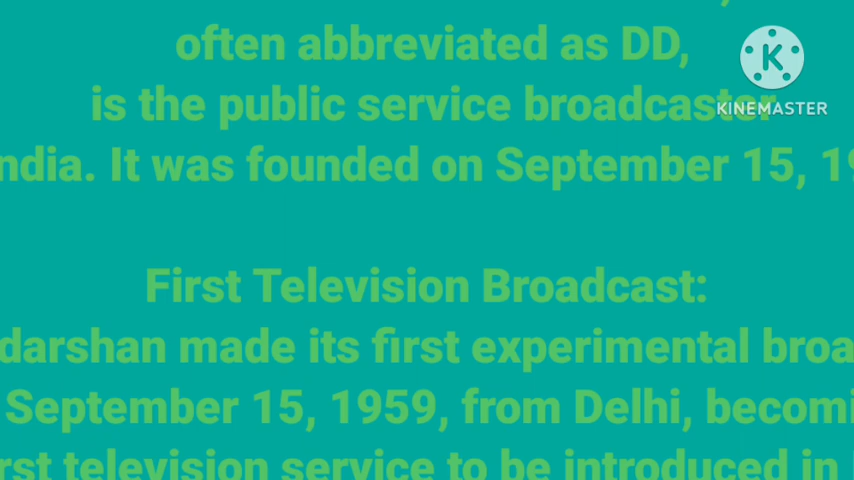 often abbreviated as DD,
is the public service broadcaster
ndia. It was founded on September 15, 19
First Television Broadcast:
darshan made its first experimental broa
September 15, 1959, from Delhi, becomi
rst television service to be introduced in
KINEMASTER